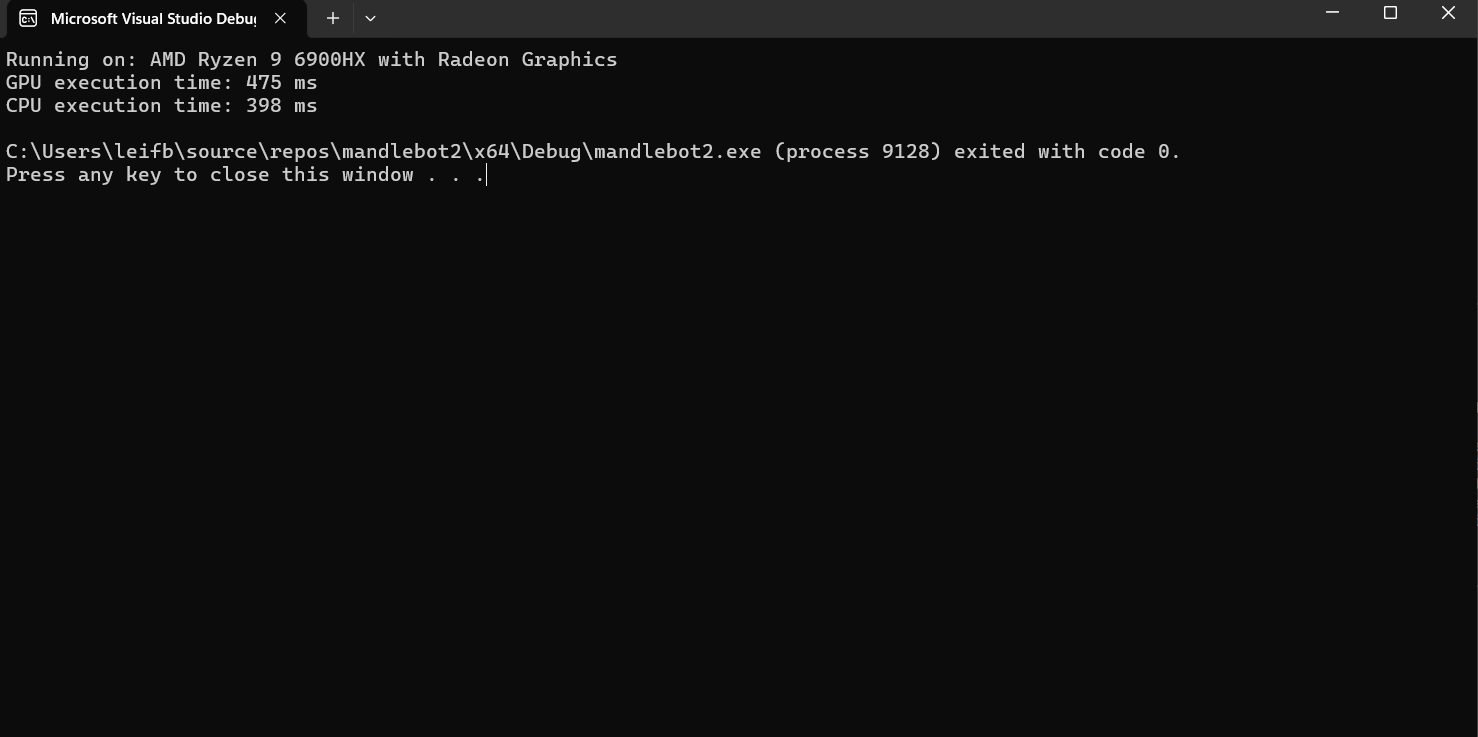 Microsoft Visual Studio Debug
Running on: AMD Ryzen 9 6900HX with Radeon Graphics
GPU execution time: 475 ms
CPU execution time: 398 ms
C:\Users\leifb\source\repos\mandlebot2\x64\Debug\mandlebot2.exe (process 9128) exited with code 0.
Press any key to close this window . . .